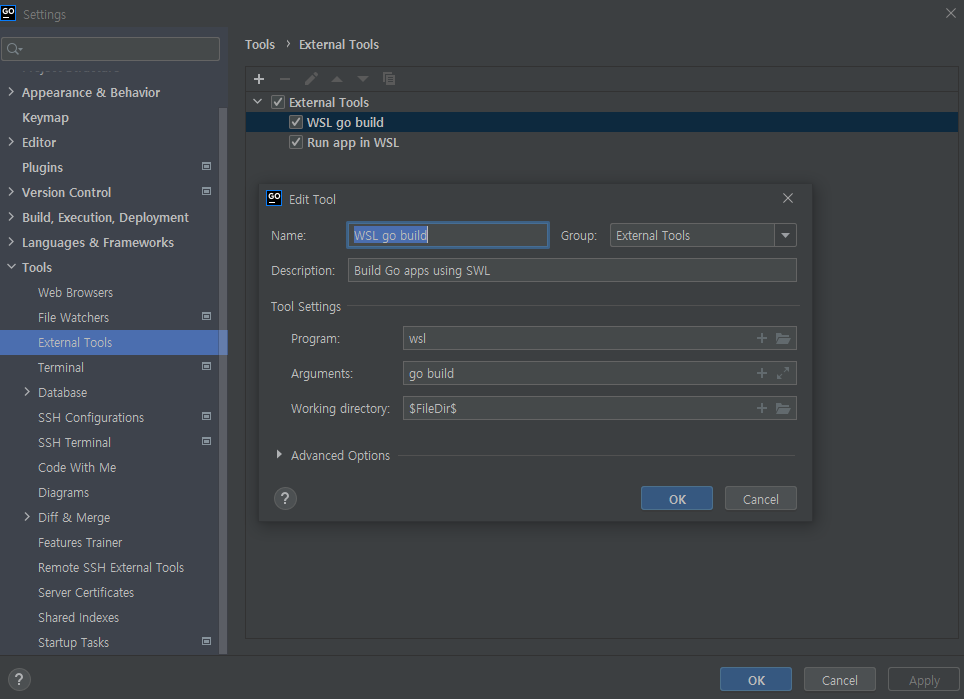 GO Settings
Tools › External Tools
Appearance & Behavior
Keymap
Editor
Plugins
Version Control
Build, Execution, Deployment
Languages & Frameworks
Tools
Web Browsers
File Watchers
External Tools
Terminal
Database
SSH Configurations
SSH Terminal
Code With Me
Diagrams
Diff & Merge
Features Trainer
Remote SSH External Tools
Server Certificates
Shared Indexes
Startup Tasks
External Tools
WSL go build
Run app in WSL
GO Edit Tool
Name: WSL go build Group: External Tools
Description: Build Go apps using SWL
Tool Settings
Program: wsl
Arguments: go build
Working directory: $FileDir$
Advanced Options
? OK Cancel
? OK Cancel Apply